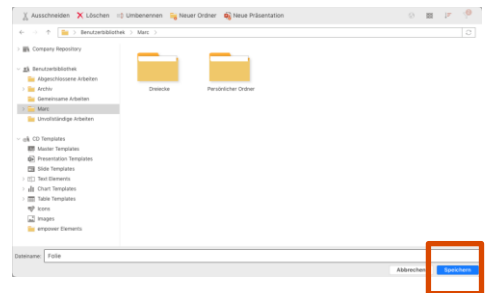 Ausschneiden Löschen Umbenennen Neuer Ordner Neue Präsentation
Benutzerbibliothek > Marc >
Company Repository
Benutzerbibliothek
Abgeschlossene Arbeiten
Archiv
Gemeinsame Arbeiten
Marc
Unvollständige Arbeiten
CD Templates
Master Templates
Presentation Templates
Slide Templates
Text Elements
Chart Templates
Table Templates
Icons
Images
empower Elements
Dreiecke Persönlicher Ordner
Dateiname: Folie
Abbrechen Speichern